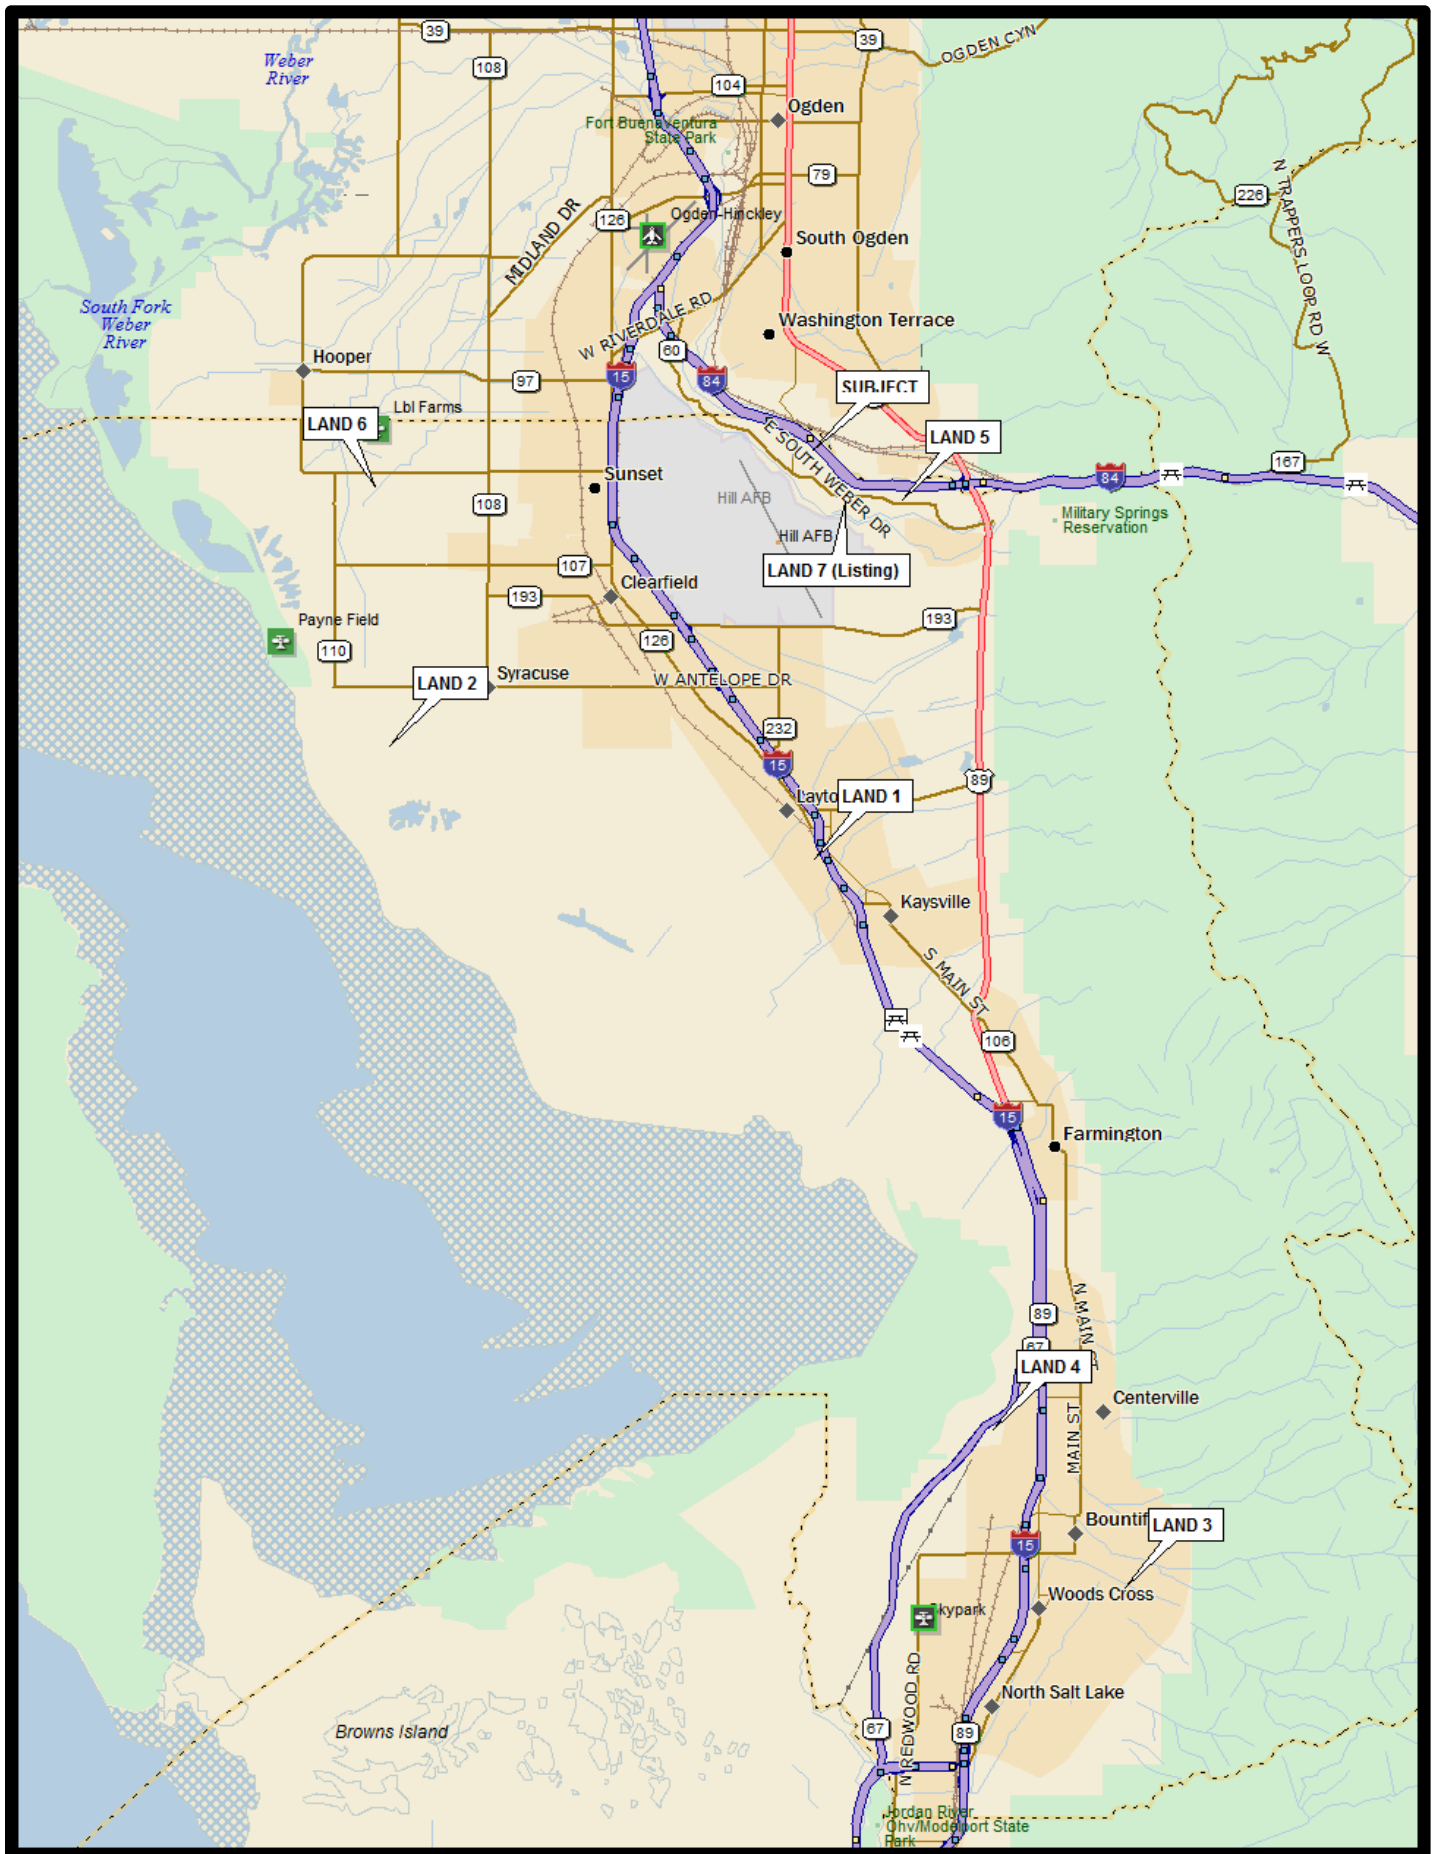 39
39
OGDEN CYN
Weber
River
108
104
Ogden
Fort Buenaventura
State Park
79
N TRAPPERS LOOP RD W
226
MIDLAND DR
126
Ogden-Hinckley
South Ogden
South Fork
Weber
River
W RIVERDALE RD
Washington Terrace
Hooper
60
97
15
84
SUBJECT
Lbl Farms
LAND 6
E SOUTH WEBER DR
LAND 5
167
Sunset
84
Hill AFB
108
Military Springs
Reservation
Hill AFB
107
LAND 7 (Listing)
Clearfield
193
Payne Field
193
126
110
Syracuse
LAND 2
W ANTELOPE DR
232
15
89
Layto
LAND 1
Kaysville
S MAIN ST
106
15
Farmington
N MAIN
89
67
LAND 4
Centerville
MAIN ST
Bountif
LAND 3
15
Woods Cross
Skypark
N REDWOOD RD
North Salt Lake
Browns Island
67
89
Jordan River
Ohv/Modelport State
Park